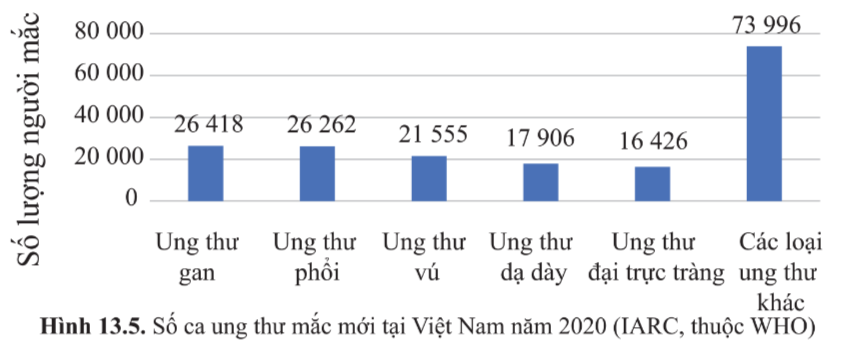 Số lượng người mắc
80 000
60 000
40 000
20 000
0
26 418
26 262
21 555
17 906
16 426
73 996
Ung thư
gan
Ung thư
phổi
Ung thư
vú
Ung thư
dạ dày
Ung thư
đại trực tràng
Các loại
ung thư
khác
Hình 13.5. Số ca ung thư mắc mới tại Việt Nam năm 2020 (IARC, thuộc WHO)